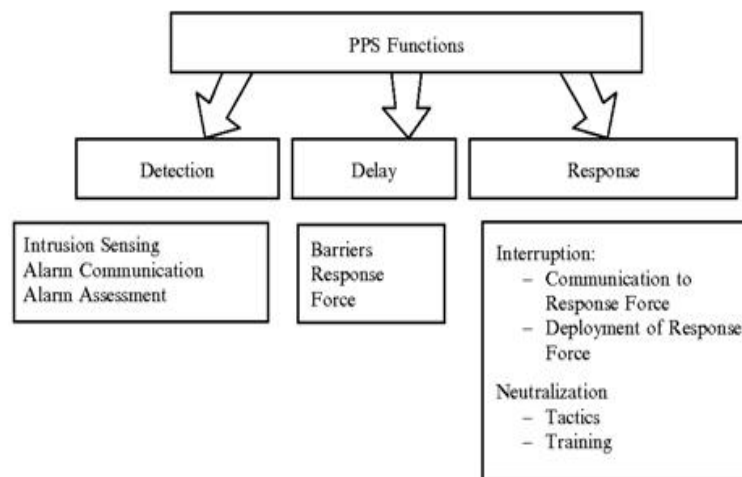 PPS Functions
Detection
Delay
Response
Intrusion Sensing
Alarm Communication
Alarm Assessment
Barriers
Response
Force
Interruption:
– Communication to
Response Force
– Deployment of Response
Force
Neutralization
– Tactics
– Training